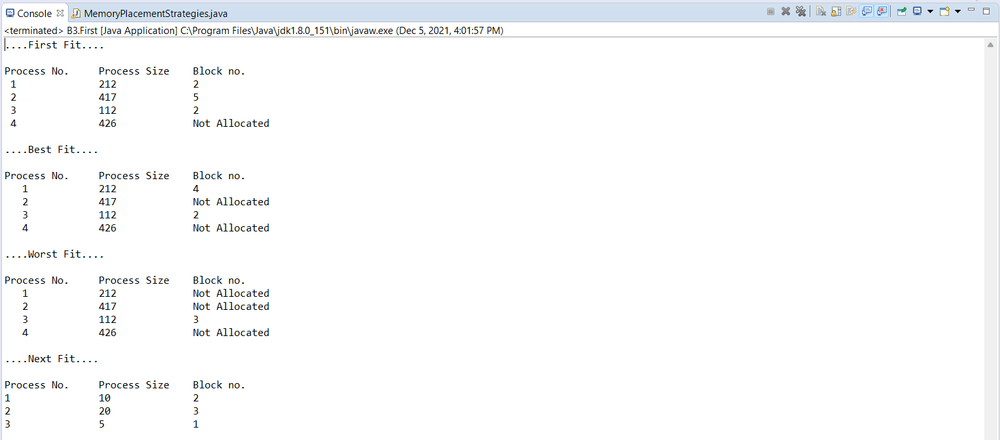 Console MemoryPlacementStrategies.java
<terminated> B3.First [Java Application] C:\Program Files\Java\jdk1.8.0_151\bin\javaw.exe (Dec 5, 2021, 4:01:57 PM)
....First Fit....
Process No. Process Size Block no.
1 212 2
2 417 5
3 112 2
4 426 Not Allocated
....Best Fit....
Process No. Process Size Block no.
1 212 4
2 417 Not Allocated
3 112 2
4 426 Not Allocated
....Worst Fit....
Process No. Process Size Block no.
1 212 Not Allocated
2 417 Not Allocated
3 112 3
4 426 Not Allocated
....Next Fit....
Process No. Process Size Block no.
1 10 2
2 20 3
3 5 1